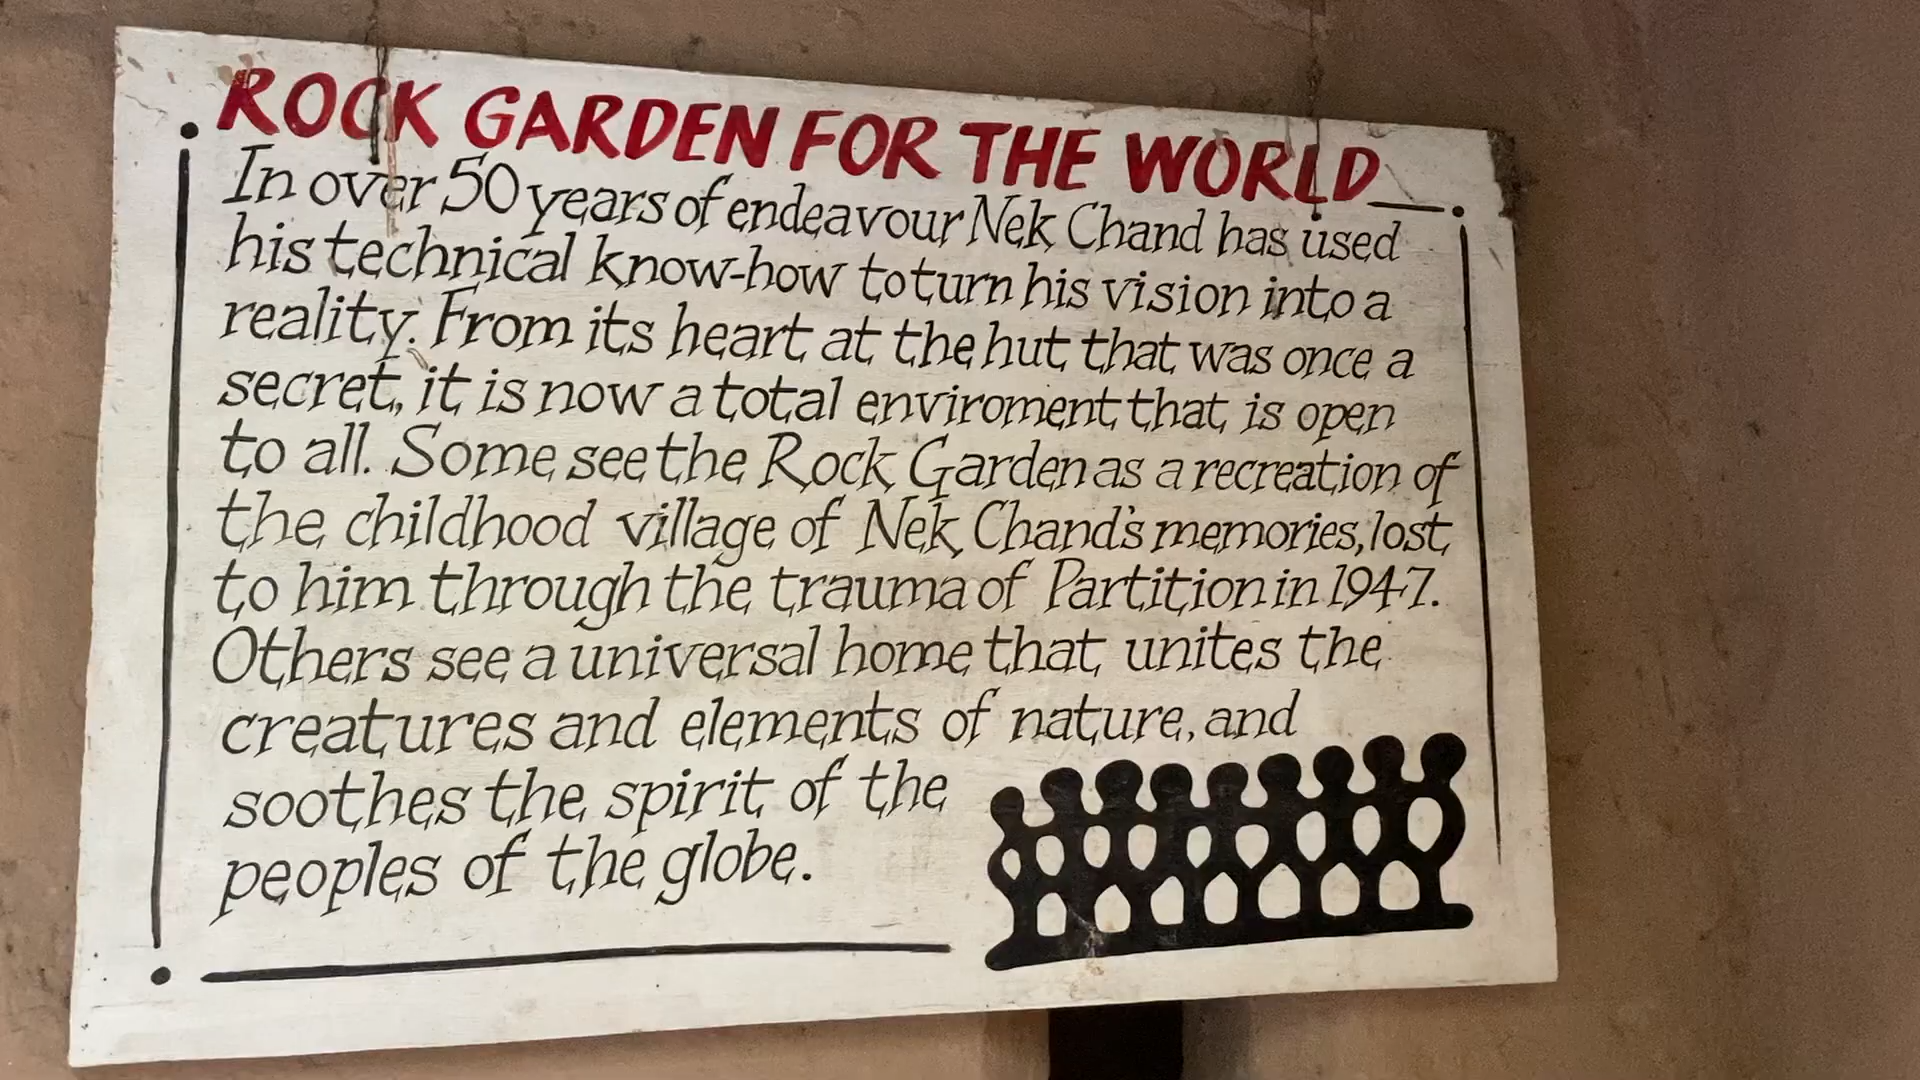 ROCK GARDEN FOR THE WORLD
In over 50 years of endeavour Nek Chand has used
his technical know-how to turn his vision into a
reality. From its heart at the hut that was once a
secret, it is now a total enviroment that is open
to all. Some see the Rock Garden as a recreation of
the childhood village of Nek Chand's memories, lost
to him through the trauma of Partition in 1947.
Others see a universal home that unites the
creatures and elements of nature, and
soothes the spirit of the
peoples of the globe.